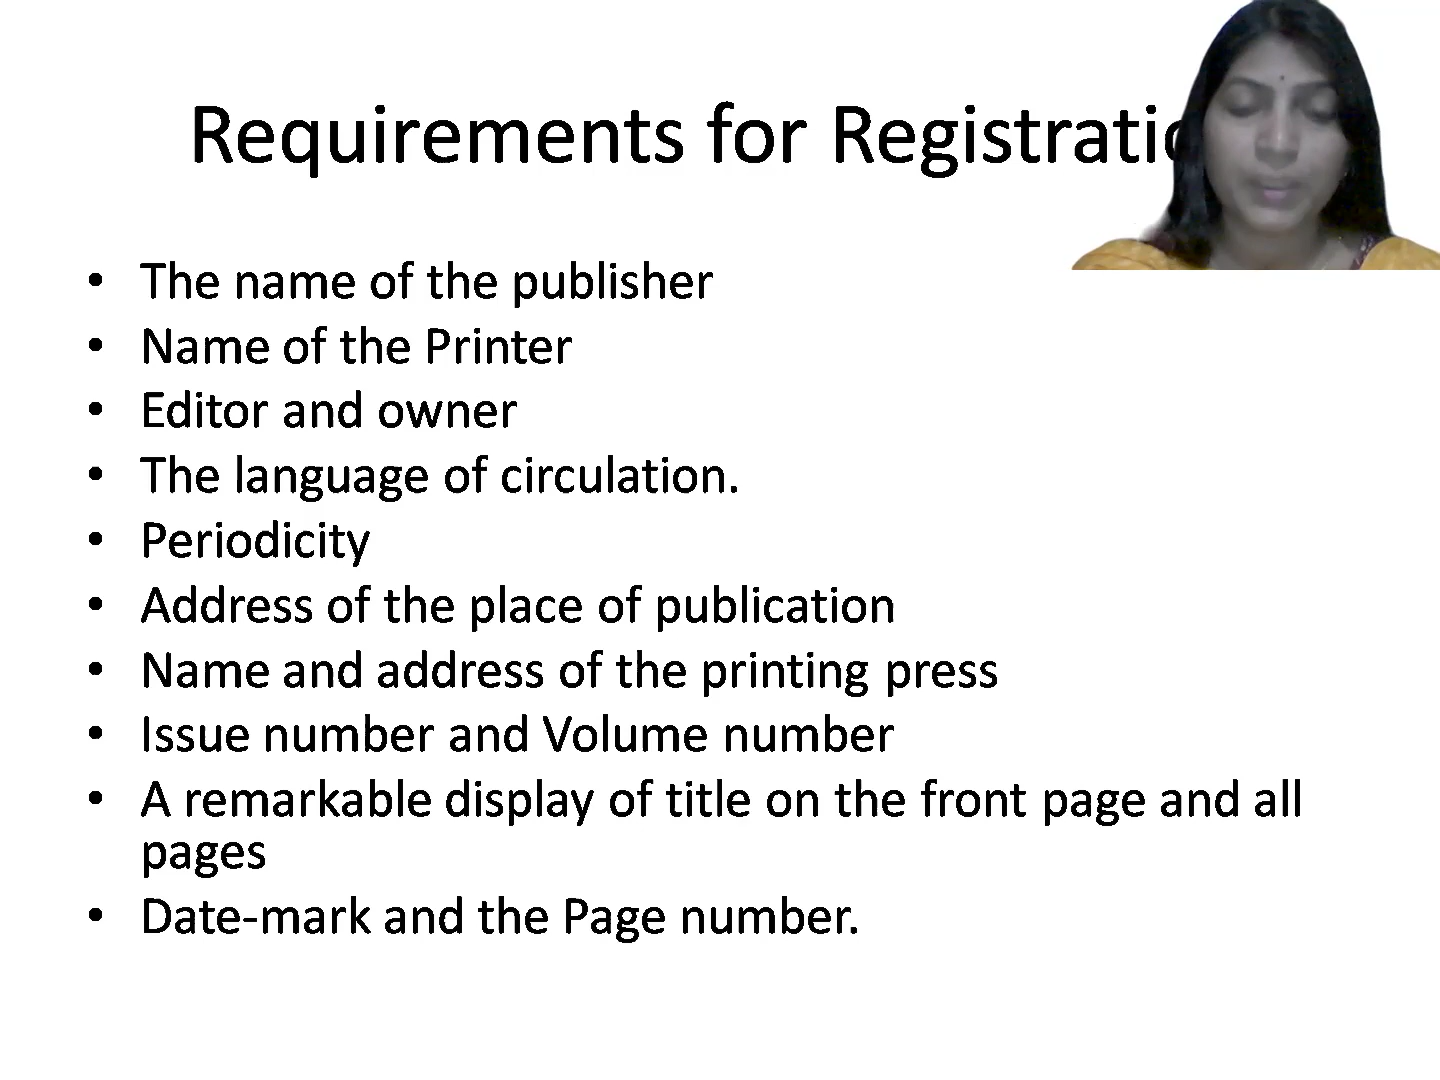 Requirements for Registratio
• The name of the publisher
• Name of the Printer
• Editor and owner
• The language of circulation.
• Periodicity
• Address of the place of publication
• Name and address of the printing press
• Issue number and Volume number
• A remarkable display of title on the front page and all
pages
• Date-mark and the Page number.